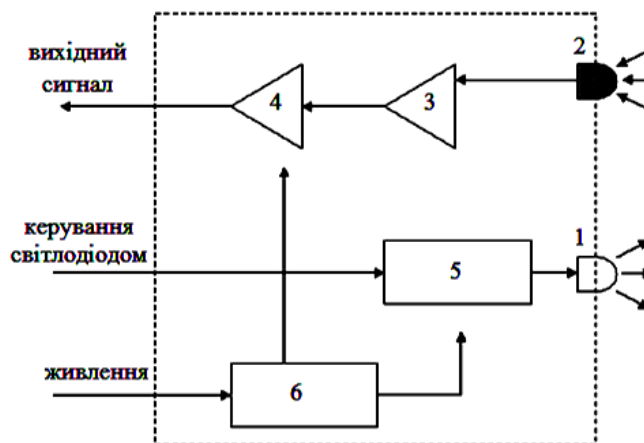 вихідний
сигнал
4
3
2
керування
світлодіодом
5
1
живлення
6